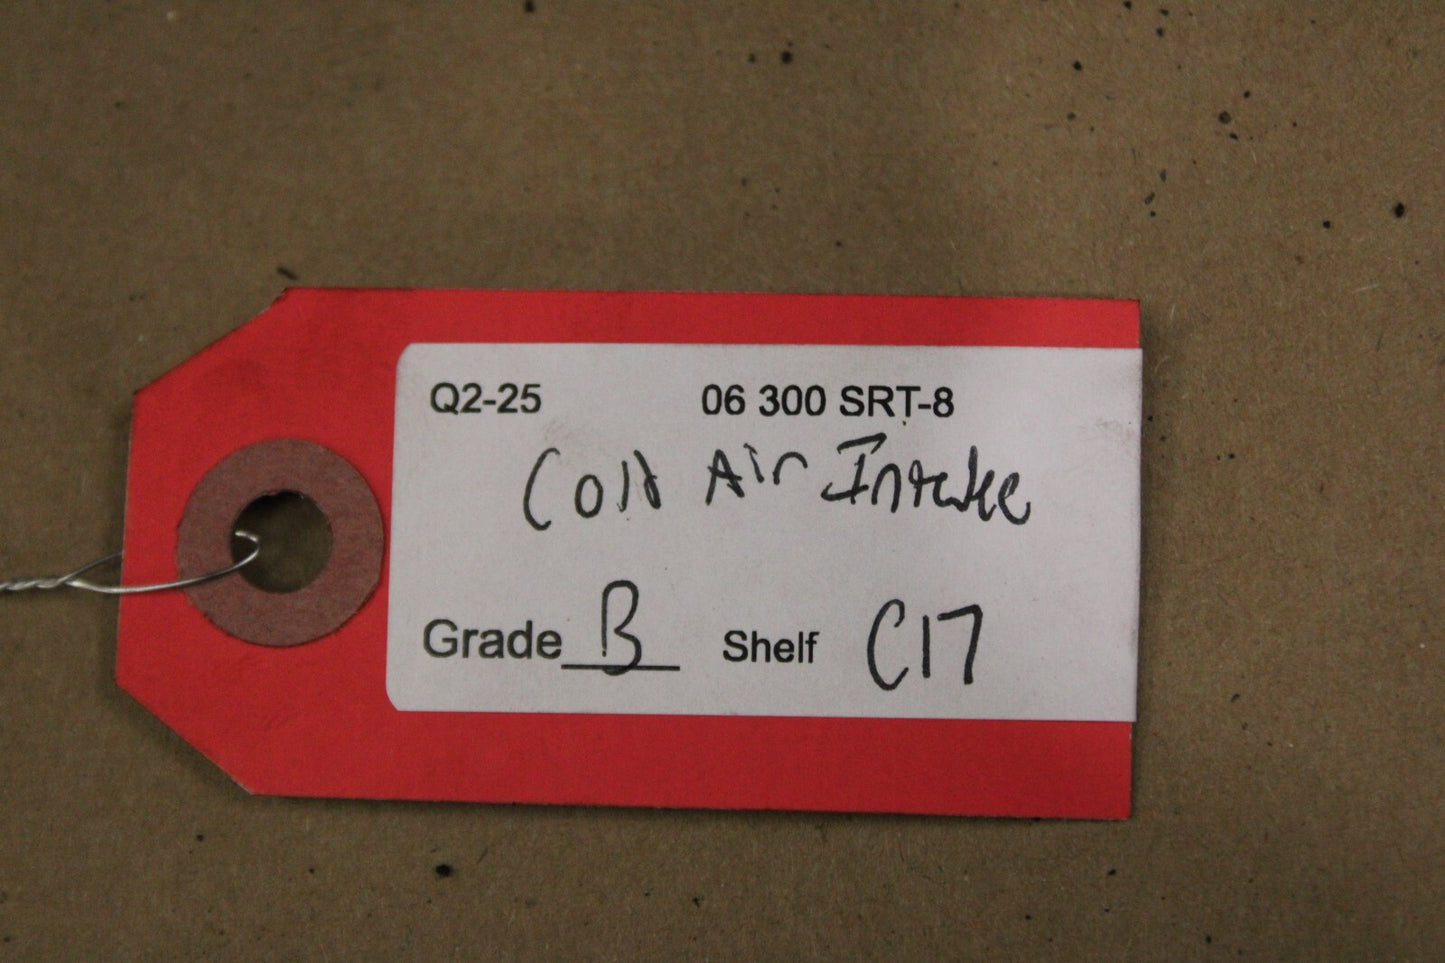 Q2-25 06 300 SRT-8
Cold Air Intake
Grade B Shelf C17